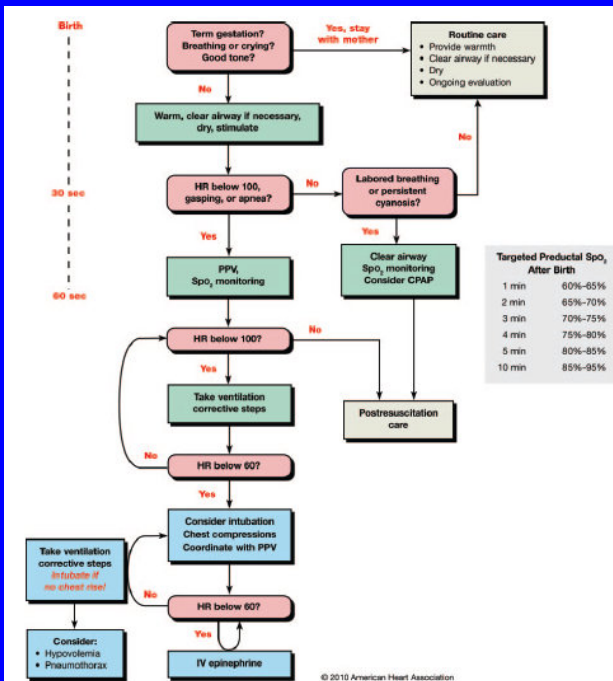 Birth
Term gestation?
Breathing or crying?
Good tone?
Yes, stay
with mother
Routine care
• Provide warmth
• Clear airway if necessary
• Dry
• Ongoing evaluation
No
Warm, clear airway if necessary,
dry, stimulate
No
30 sec
HR below 100,
gasping, or apnea?
No
Labored breathing
or persistent
cyanosis?
Yes
Yes
PPV,
Spo₂ monitoring
Clear airway
Spo₂ monitoring
Consider CPAP
60 sec
Targeted Preductal Spo₂
After Birth
1 min 60%–65%
2 min 65%–70%
3 min 70%–75%
4 min 75%–80%
5 min 80%–85%
10 min 85%–95%
HR below 100?
No
Yes
Take ventilation
corrective steps
Postresuscitation
care
No
HR below 60?
Yes
Consider intubation
Chest compressions
Coordinate with PPV
Take ventilation
corrective steps
Intubate if
no chest rise!
No
HR below 60?
Yes
Consider:
• Hypovolemia
• Pneumothorax
IV epinephrine
© 2010 American Heart Association